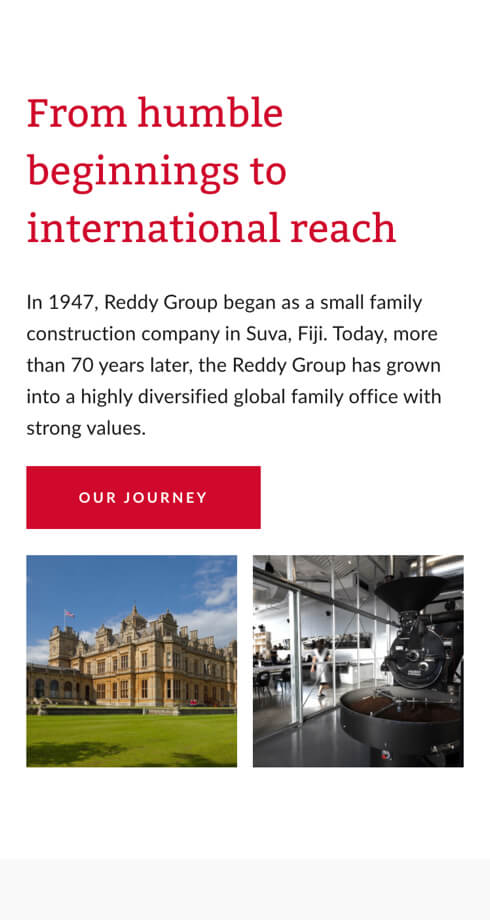 From humble
beginnings to
international reach
In 1947, Reddy Group began as a small family
construction company in Suva, Fiji. Today, more
than 70 years later, the Reddy Group has grown
into a highly diversified global family office with
strong values.
OUR JOURNEY